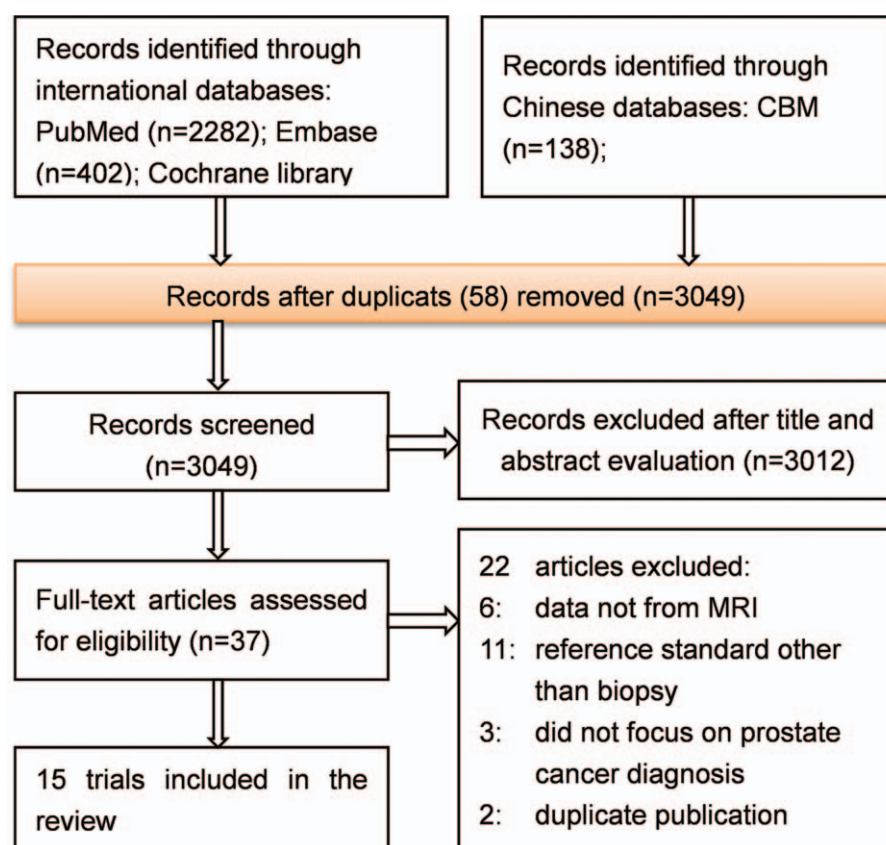 Records identified through
international databases:
PubMed (n=2282); Embase
(n=402); Cochrane library
Records identified through
Chinese databases: CBM
(n=138);
Records after duplicats (58) removed (n=3049)
Records screened
(n=3049)
Records excluded after title and
abstract evaluation (n=3012)
Full-text articles assessed
for eligibility (n=37)
22 articles excluded:
6: data not from MRI
11: reference standard other
than biopsy
3: did not focus on prostate
cancer diagnosis
2: duplicate publication
15 trials included in the
review